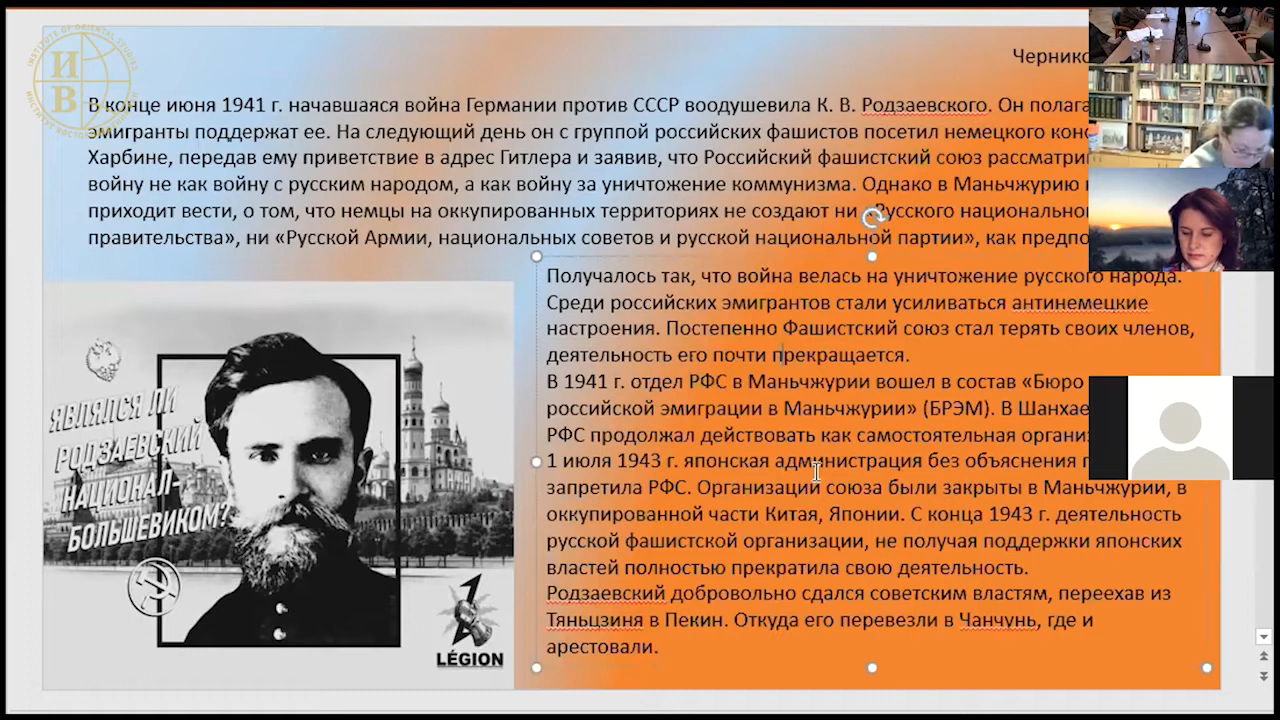 INSTITUTE OF ORIENTAL STUDIES
И
В
Чернико
В конце июня 1941 г. начавшаяся война Германии против СССР воодушевила К. В. Родзаевского. Он полага
эмигранты поддержат ее. На следующий день он с группой российских фашистов посетил немецкого конс
Харбине, передав ему приветствие в адрес Гитлера и заявив, что Российский фашистский союз рассматри
войну не как войну с русским народом, а как войну за уничтожение коммунизма. Однако в Маньчжурию
приходит вести, о том, что немцы на оккупированных территориях не создают ни «Русского национально
правительства», ни «Русской Армии, национальных советов и русской национальной партии», как предпо
Получалось так, что война велась на уничтожение русского народа.
Среди российских эмигрантов стали усиливаться антинемецкие
настроения. Постепенно Фашистский союз стал терять своих членов,
деятельность его почти прекращается.
В 1941 г. отдел РФС в Маньчжурии вошел в состав «Бюро
российской эмиграции в Маньчжурии» (БРЭМ). В Шанхае
РФС продолжал действовать как самостоятельная органи
1 июля 1943 г. японская администрация без объяснения
запретила РФС. Организации союза были закрыты в Маньчжурии, в
оккупированной части Китая, Японии. С конца 1943 г. деятельность
русской фашистской организации, не получая поддержки японских
властей полностью прекратила свою деятельность.
Родзаевский добровольно сдался советским властям, переехав из
Тяньцзиня в Пекин. Откуда его перевезли в Чанчунь, где и
арестовали.
ЯВЛЯЛСЯ ЛИ
РОДЗАЕВСКИЙ
НАЦИОНАЛ-
БОЛЬШЕВИКОМ?
LÉGION